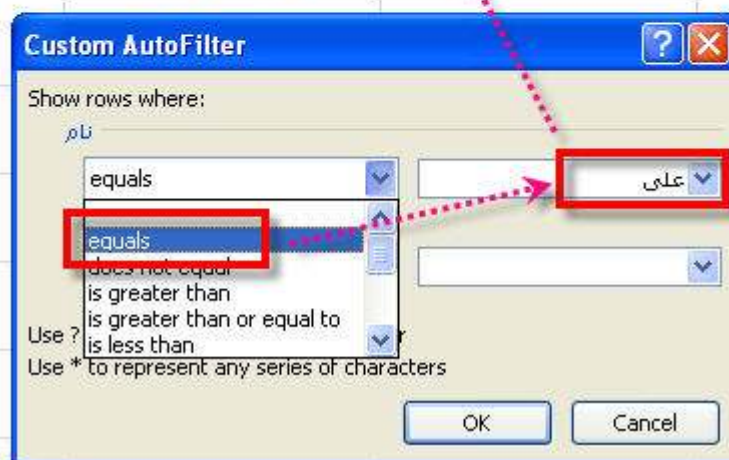 Custom AutoFilter
Show rows where:
نام
equals
علی
equals
does not equal
is greater than
is greater than or equal to
is less than
Use ?
r
Use * to represent any series of characters
OK
Cancel